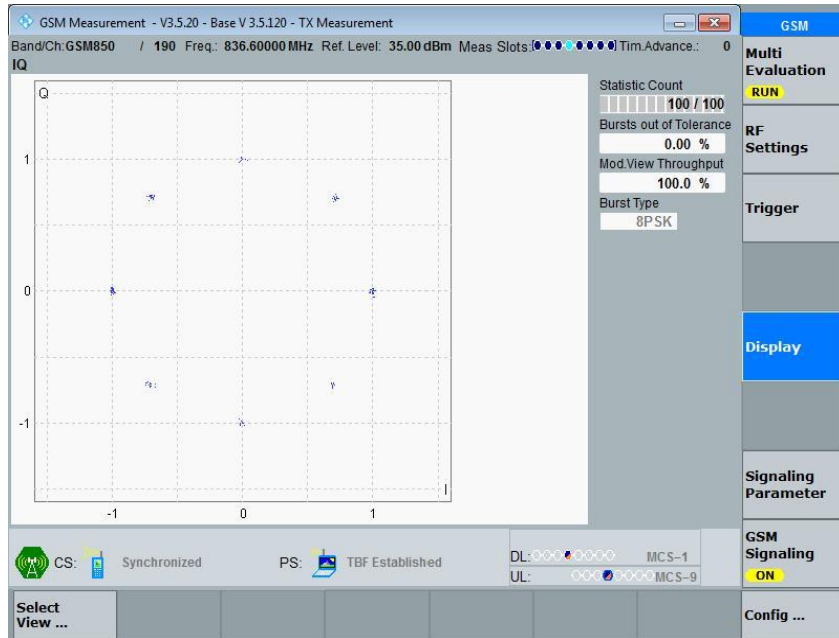 GSM Measurement - V3.5.20 - Base V 3.5.120 - TX Measurement
GSM
Band/Ch: GSM850 / 190 Freq.: 836.60000 MHz Ref. Level: 35.00 dBm Meas Slots: Tim.Advance.: 0
IQ
Multi
Evaluation
RUN
RF
Settings
Trigger
Display
Signaling
Parameter
GSM
Signaling
ON
Config ...
Statistic Count
100 / 100
Bursts out of Tolerance
0.00 %
Mod.View Throughput
100.0 %
Burst Type
8PSK
Q
1
0
-1
I
-1 0 1
CS: Synchronized PS: TBF Established
DL: MCS-1
UL: MCS-9
Select
View ...